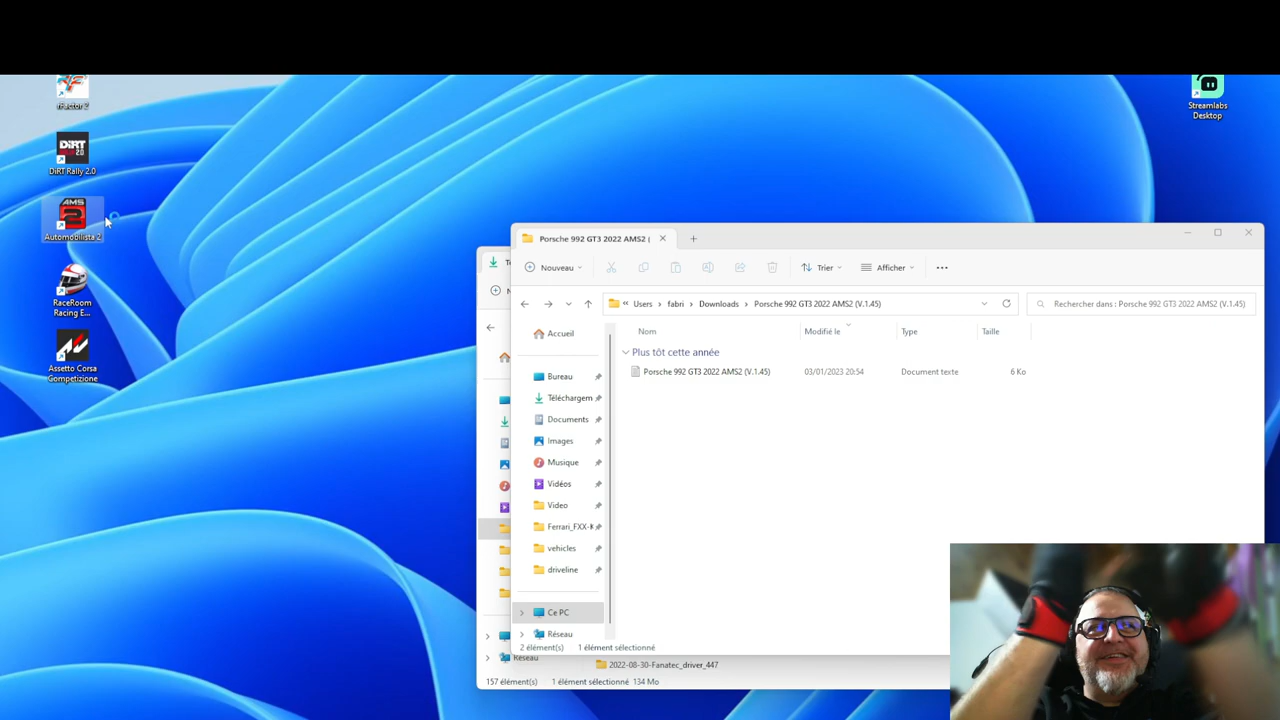 rFactor 2
DiRT
RALLY 2.0
DiRT Rally 2.0
AMS
2
Automobilista 2
RaceRoom
Racing E...
Assetto Corsa
Competizione
Streamlabs
Desktop
Porsche 992 GT3 2022 AMS2 (
Nouveau
Trier
Afficher
Users > fabri > Downloads > Porsche 992 GT3 2022 AMS2 (V.1.45)
Rechercher dans : Porsche 992 GT3 2022 AMS2 (V.1.45)
Accueil
Bureau
Téléchargem
Documents
Images
Musique
Vidéos
Video
Ferrari_FXX-K
vehicles
driveline
Ce PC
Réseau
Nom Modifié le Type Taille
Plus tôt cette année
Porsche 992 GT3 2022 AMS2 (V.1.45) 03/01/2023 20:54 Document texte 6 Ko
2 élément(s) 1 élément sélectionné
Réseau
2022-08-30-Fanatec_driver_447
157 élément(s) 1 élément sélectionné 134 Mo